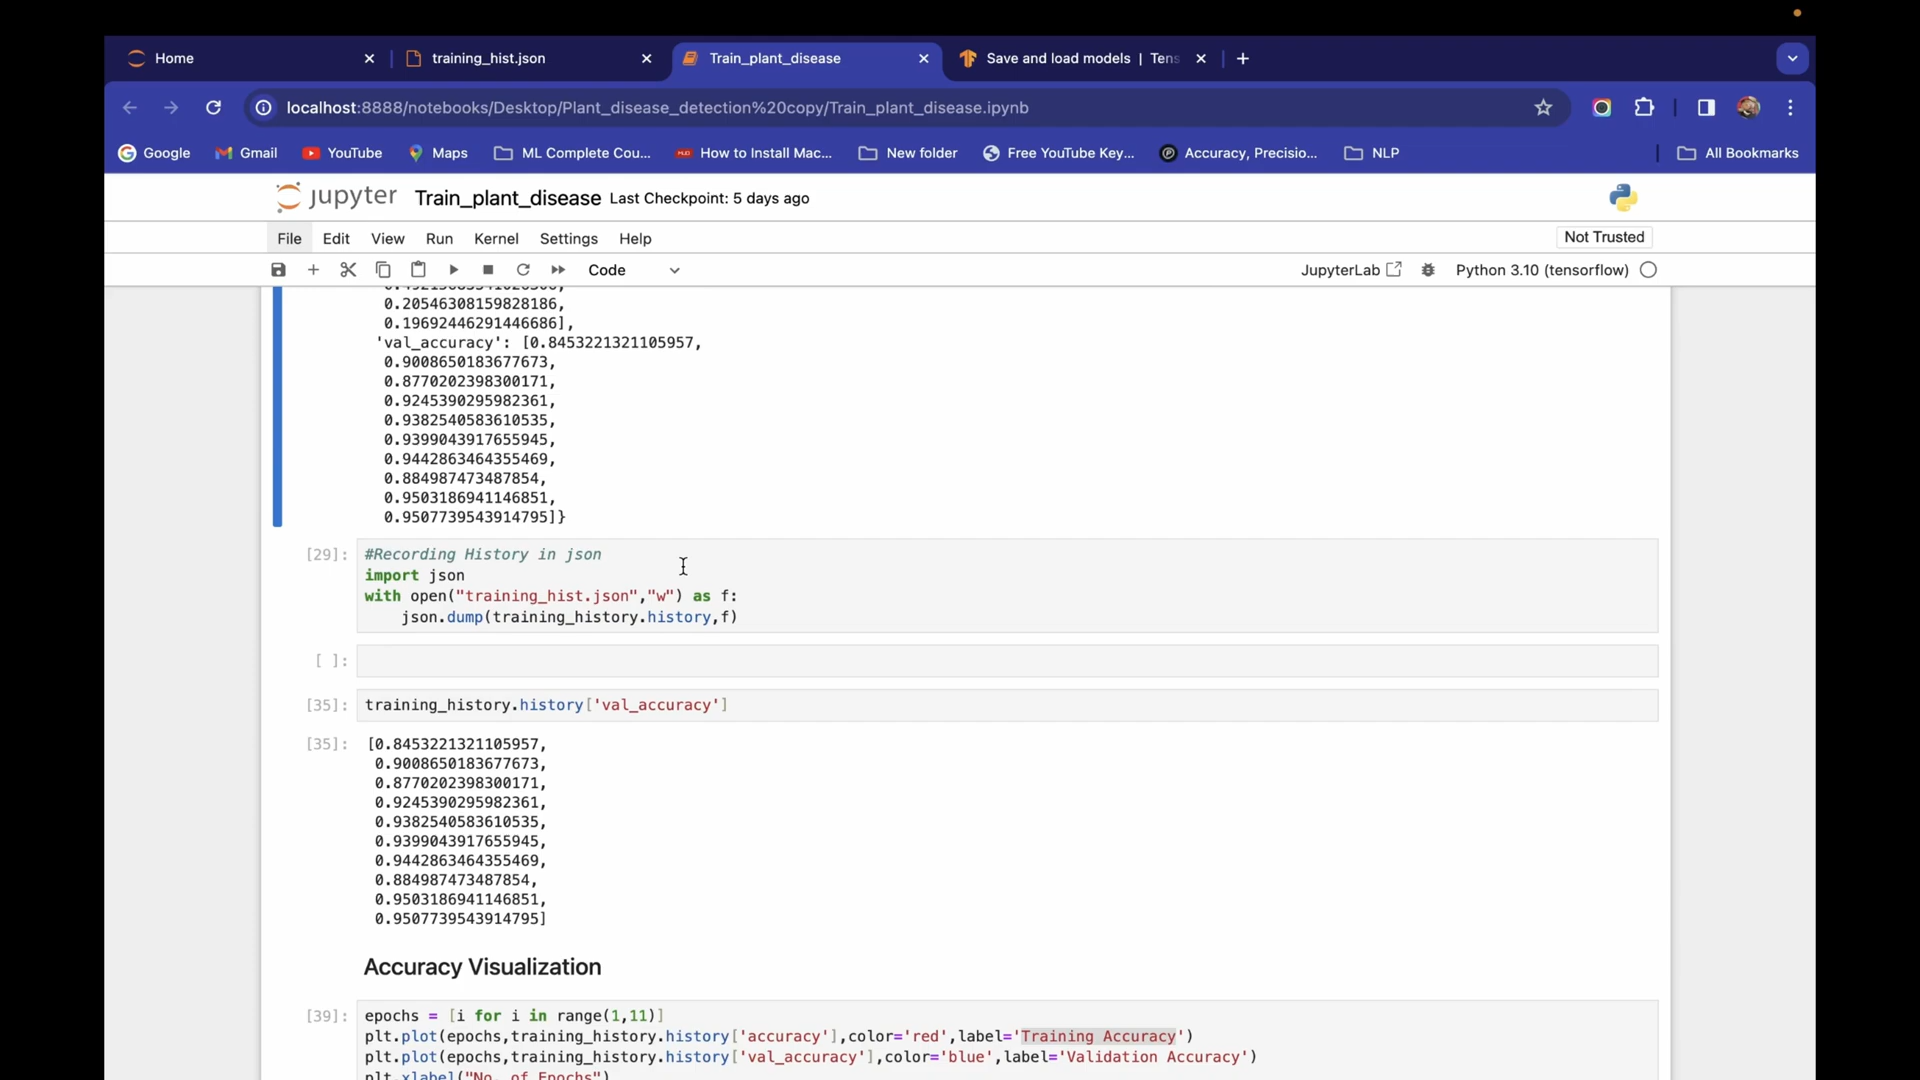 Home
training_hist.json
Train_plant_disease
Save and load models | Tens
localhost:8888/notebooks/Desktop/Plant_disease_detection%20copy/Train_plant_disease.ipynb
Google
Gmail
YouTube
Maps
ML Complete Cou...
How to Install Mac...
New folder
Free YouTube Key...
Accuracy, Precisio...
NLP
All Bookmarks
jupyter Train_plant_disease Last Checkpoint: 5 days ago
File Edit View Run Kernel Settings Help
Not Trusted
Code
JupyterLab
Python 3.10 (tensorflow)
0.20546308159828186,
0.19692446291446686],
'val_accuracy': [0.8453221321105957,
0.9008650183677673,
0.8770202398300171,
0.9245390295982361,
0.9382540583610535,
0.9399043917655945,
0.9442863464355469,
0.884987473487854,
0.9503186941146851,
0.9507739543914795]}
[29]: #Recording History in json
import json
with open("training_hist.json","w") as f:
json.dump(training_history.history,f)
[ ]:
[35]: training_history.history['val_accuracy']
[35]: [0.8453221321105957,
0.9008650183677673,
0.8770202398300171,
0.9245390295982361,
0.9382540583610535,
0.9399043917655945,
0.9442863464355469,
0.884987473487854,
0.9503186941146851,
0.9507739543914795]
Accuracy Visualization
[39]: epochs = [i for i in range(1,11)]
plt.plot(epochs,training_history.history['accuracy'],color='red',label='Training Accuracy')
plt.plot(epochs,training_history.history['val_accuracy'],color='blue',label='Validation Accuracy')
plt.xlabel("No. of Epochs")